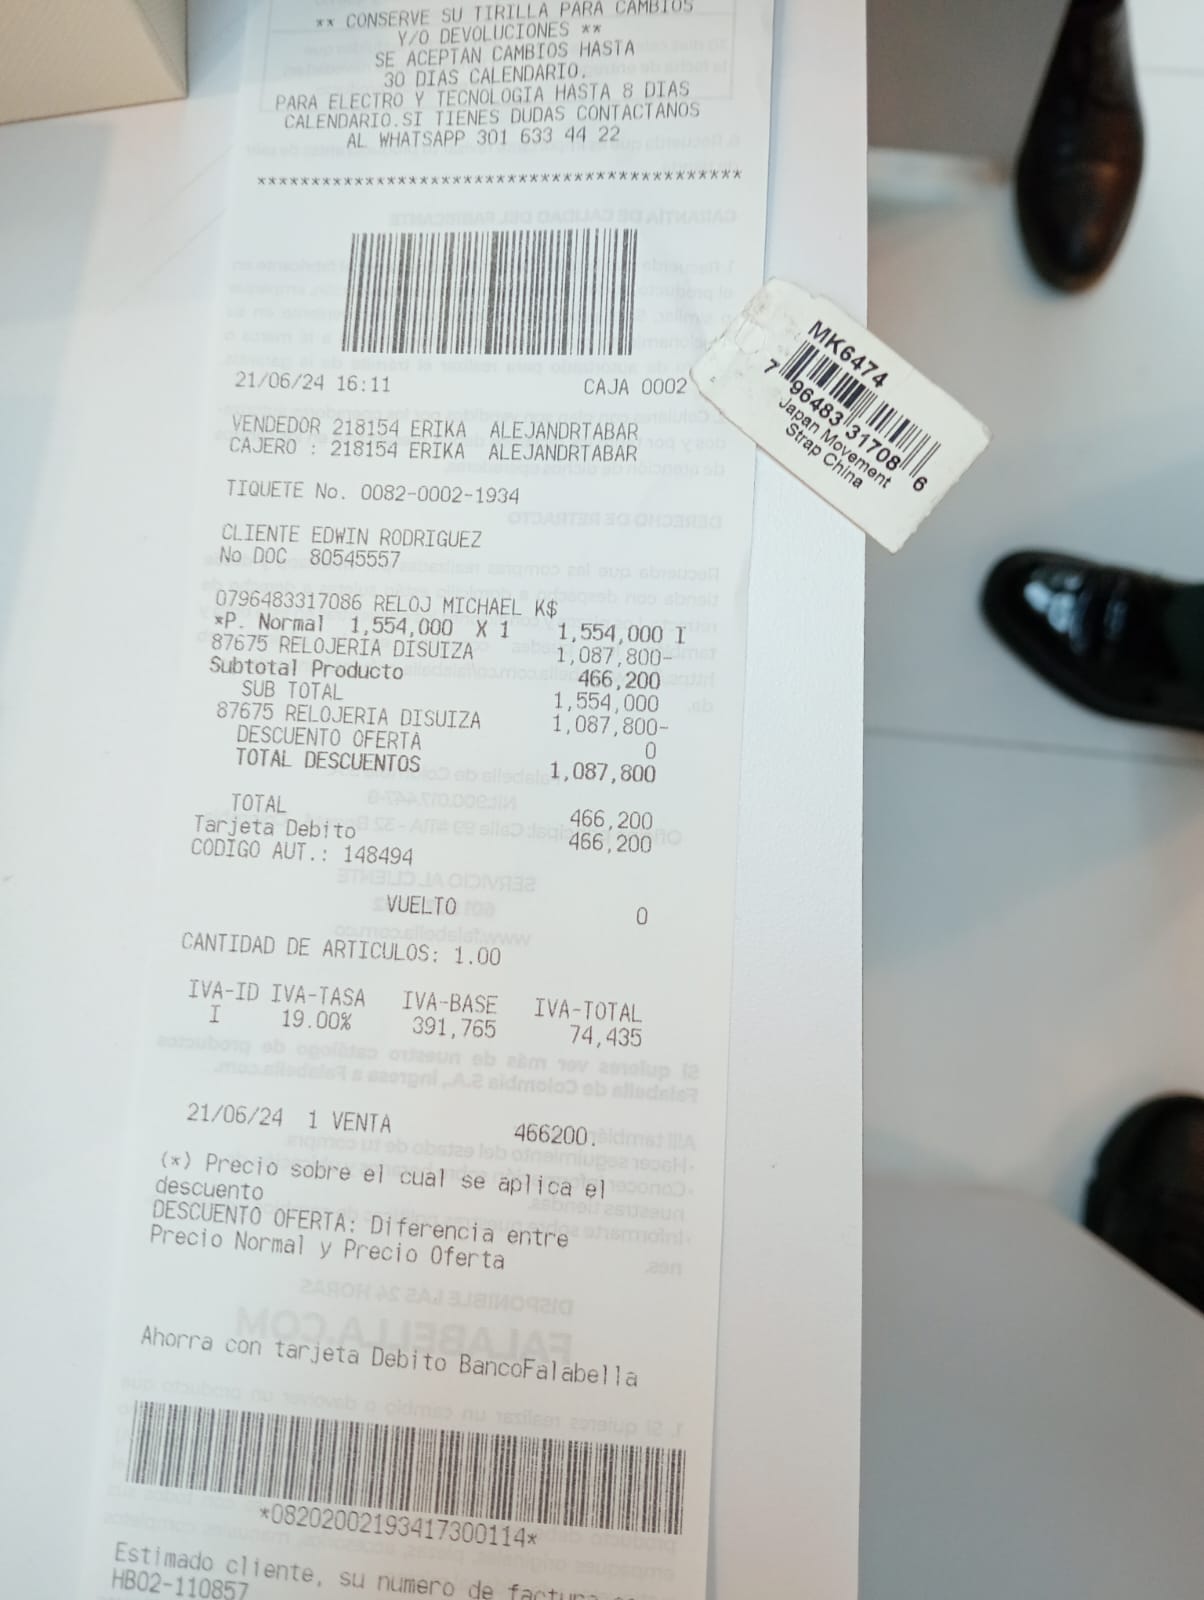 ** CONSERVE SU TIRILLA PARA CAMBIOS
Y/O DEVOLUCIONES **
SE ACEPTAN CAMBIOS HASTA
30 DIAS CALENDARIO.
PARA ELECTRO Y TECNOLOGIA HASTA 8 DIAS
CALENDARIO.SI TIENES DUDAS CONTACTANOS
AL WHATSAPP 301 633 44 22
*******************************************
21/06/24 16:11 CAJA 0002
VENDEDOR 218154 ERIKA ALEJANDRTABAR
CAJERO : 218154 ERIKA ALEJANDRTABAR
TIQUETE No. 0082-0002-1934
CLIENTE EDWIN RODRIGUEZ
No DOC 80545557
0796483317086 RELOJ MICHAEL K$
*P. Normal 1,554,000 X 1 1,554,000 I
87675 RELOJERIA DISUIZA 1,087,800-
Subtotal Producto 466,200
SUB TOTAL 1,554,000
87675 RELOJERIA DISUIZA 1,087,800-
DESCUENTO OFERTA 0
TOTAL DESCUENTOS 1,087,800
TOTAL 466,200
Tarjeta Debito 466,200
CODIGO AUT.: 148494
VUELTO 0
CANTIDAD DE ARTICULOS: 1.00
IVA-ID IVA-TASA IVA-BASE IVA-TOTAL
I 19.00% 391,765 74,435
21/06/24 1 VENTA 466200.
(*) Precio sobre el cual se aplica el
descuento
DESCUENTO OFERTA: Diferencia entre
Precio Normal y Precio Oferta
Ahorra con tarjeta Debito BancoFalabella
*08202002193417300114*
Estimado cliente, su numero de factura
HB02-110857
MK6474
7 96483 31708 6
Japan Movement
Strap China